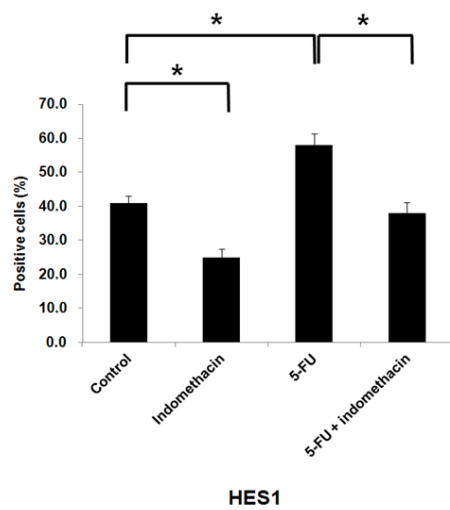 *
*
*
70.0
60.0
50.0
40.0
30.0
20.0
10.0
0.0
Positive cells (%)
Control
Indomethacin
5-FU
5-FU + indomethacin
HES1